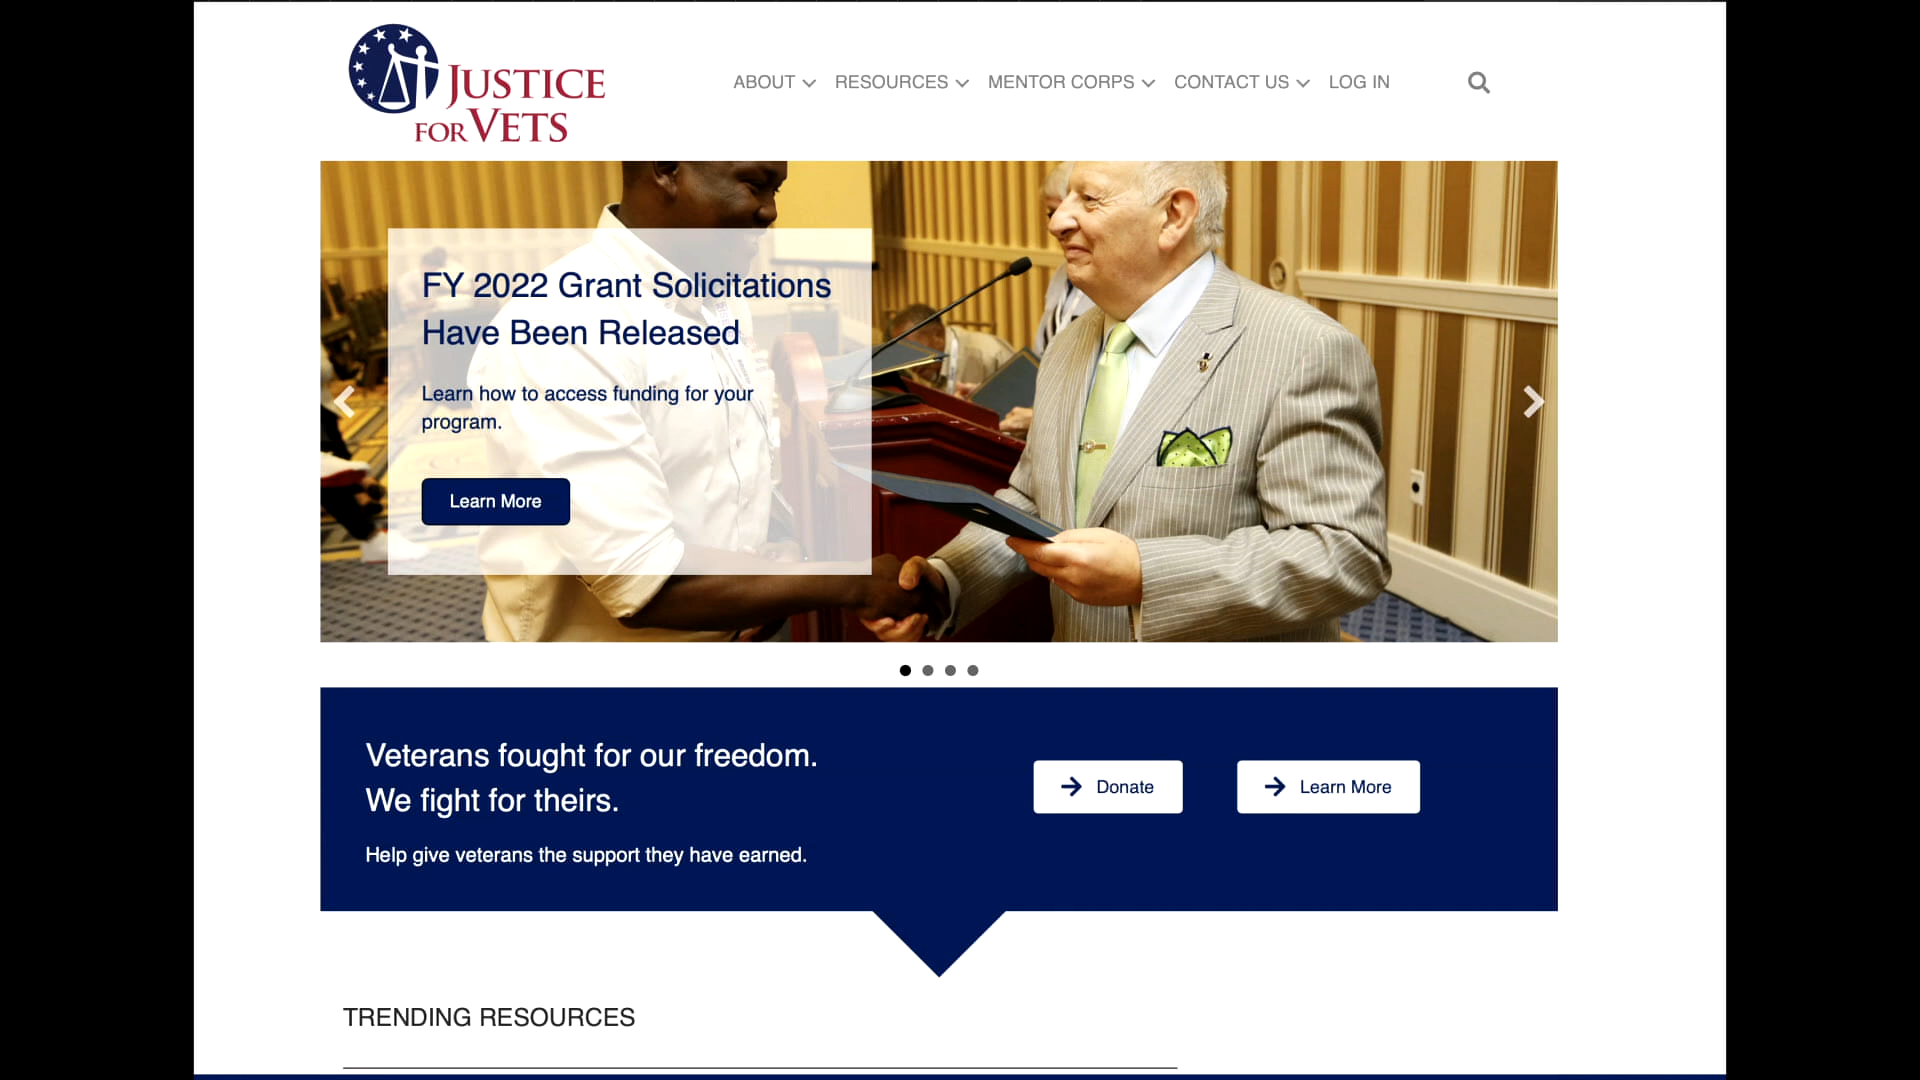 JUSTICE
FOR VETS
ABOUT RESOURCES MENTOR CORPS CONTACT US LOG IN
FY 2022 Grant Solicitations
Have Been Released
Learn how to access funding for your
program.
Learn More
Veterans fought for our freedom.
We fight for theirs.
Help give veterans the support they have earned.
Donate
Learn More
TRENDING RESOURCES